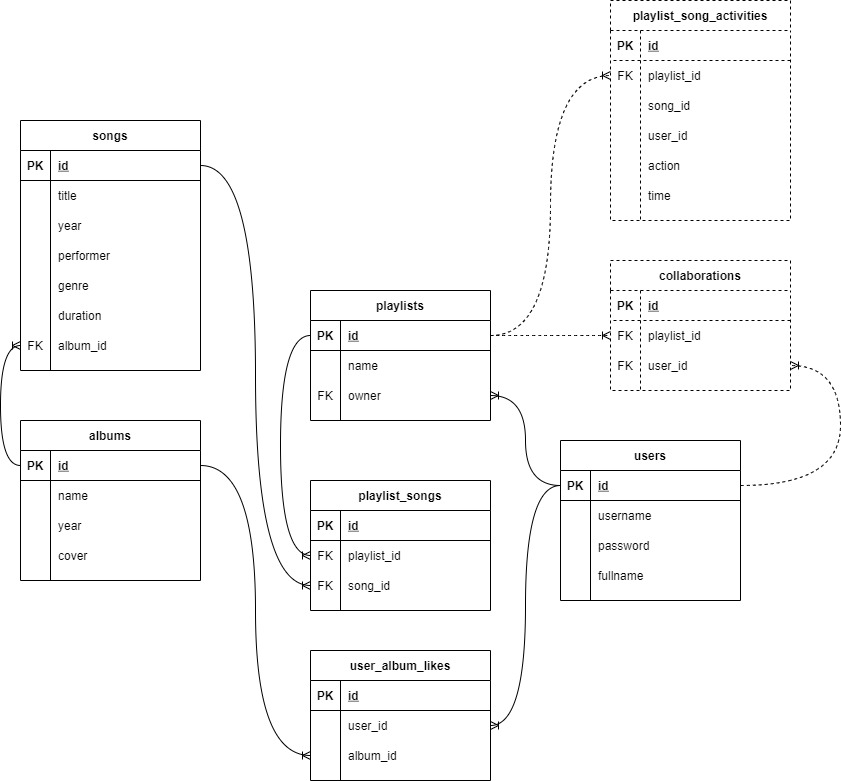 playlist_song_activities
PK id
FK playlist_id
song_id
user_id
action
time
songs
PK id
title
year
performer
genre
duration
FK album_id
collaborations
PK id
FK playlist_id
FK user_id
playlists
PK id
name
FK owner
albums
PK id
name
year
cover
users
PK id
username
password
fullname
playlist_songs
PK id
FK playlist_id
FK song_id
user_album_likes
PK id
user_id
album_id